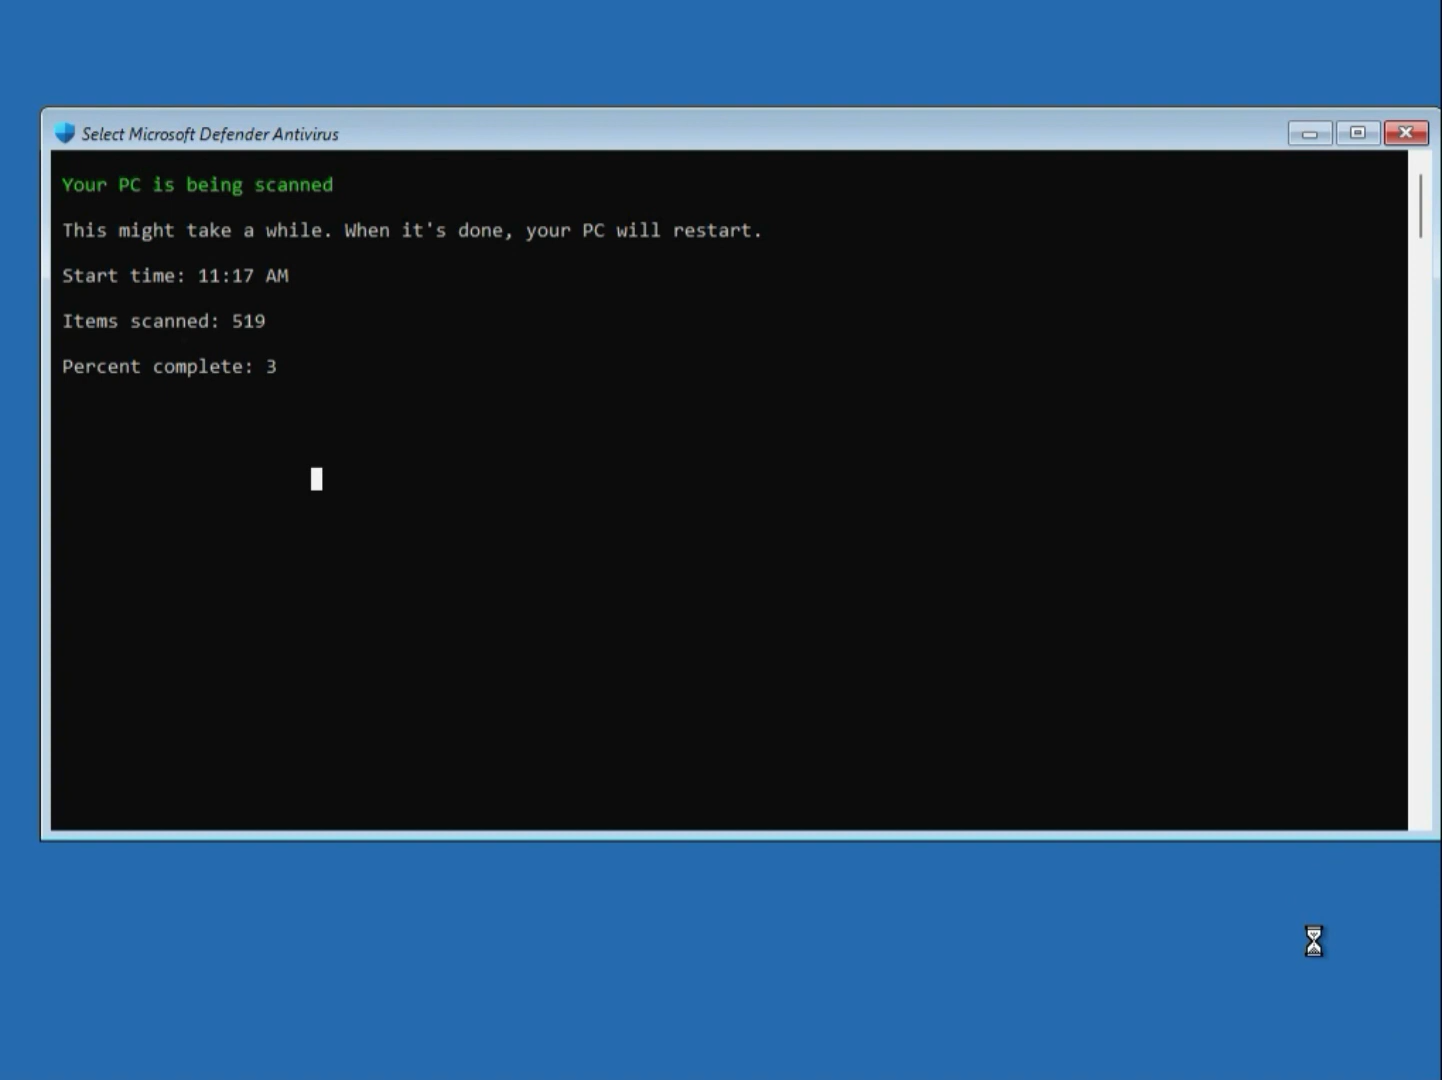 Select Microsoft Defender Antivirus
Your PC is being scanned
This might take a while. When it's done, your PC will restart.
Start time: 11:17 AM
Items scanned: 519
Percent complete: 3